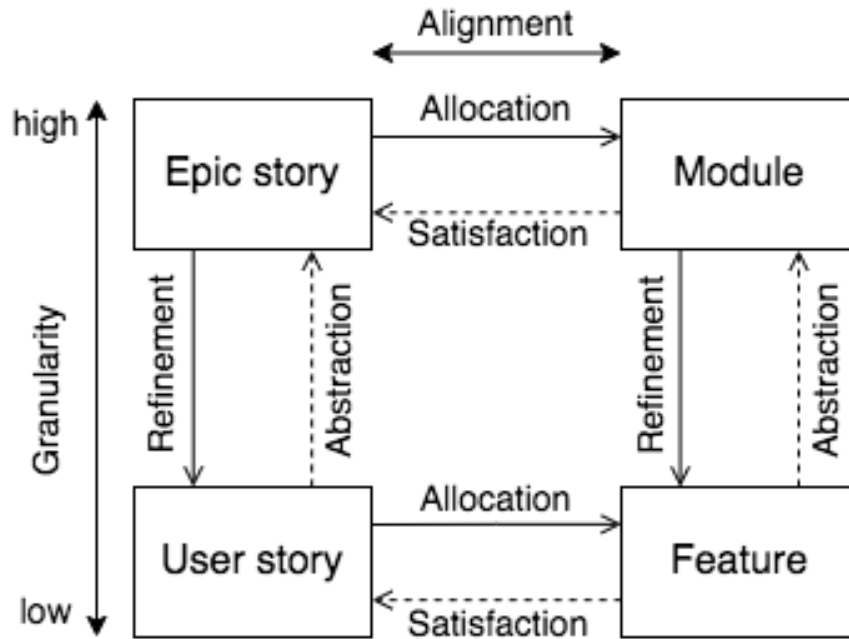 Alignment
high
Epic story
Allocation
Module
Satisfaction
Granularity
Refinement
Abstraction
Refinement
Abstraction
User story
Allocation
Feature
Satisfaction
low